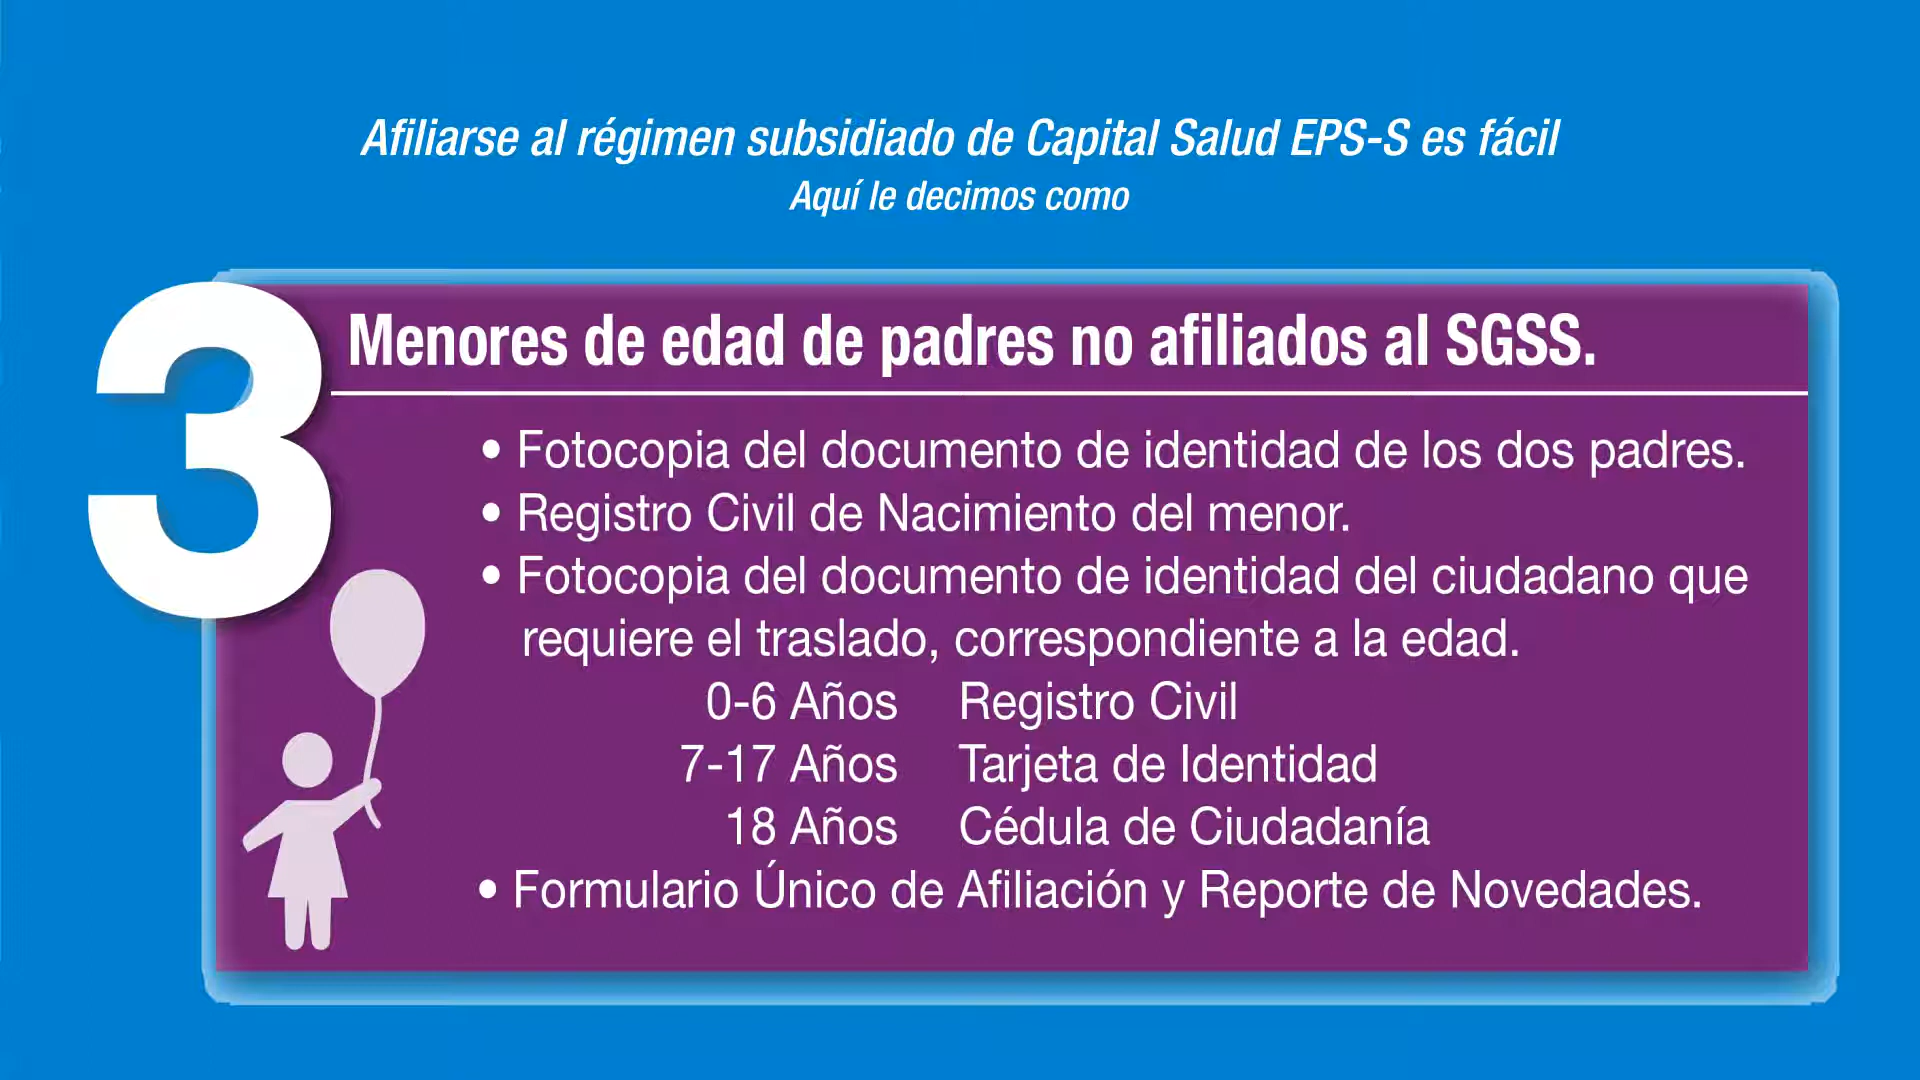 Afiliarse al régimen subsidiado de Capital Salud EPS-S es fácil
Aquí le decimos como
3
Menores de edad de padres no afiliados al SGSS.
• Fotocopia del documento de identidad de los dos padres.
• Registro Civil de Nacimiento del menor.
• Fotocopia del documento de identidad del ciudadano que
requiere el traslado, correspondiente a la edad.
0-6 Años Registro Civil
7-17 Años Tarjeta de Identidad
18 Años Cédula de Ciudadanía
• Formulario Único de Afiliación y Reporte de Novedades.